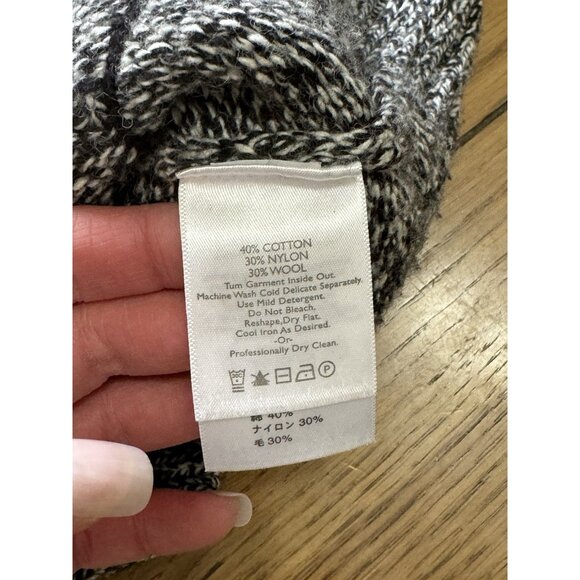 40% COTTON
30% NYLON
30% WOOL
Turn Garment Inside Out.
Machine Wash Cold Delicate Separately.
Use Mild Detergent.
Do Not Bleach.
Reshape,Dry Flat.
Cool Iron As Desired.
-Or-
Professionally Dry Clean.
30C
P
綿 40%
ナイロン 30%
毛 30%